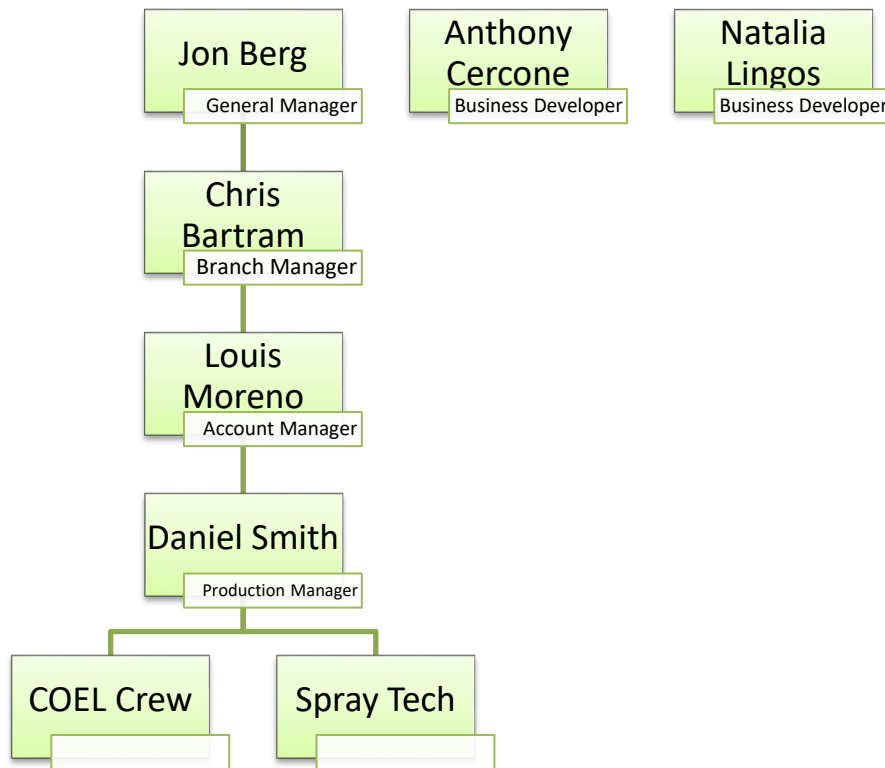 Jon Berg
General Manager
Anthony
Cercone
Business Developer
Natalia
Lingos
Business Developer
Chris
Bartram
Branch Manager
Louis
Moreno
Account Manager
Daniel Smith
Production Manager
COEL Crew
Spray Tech